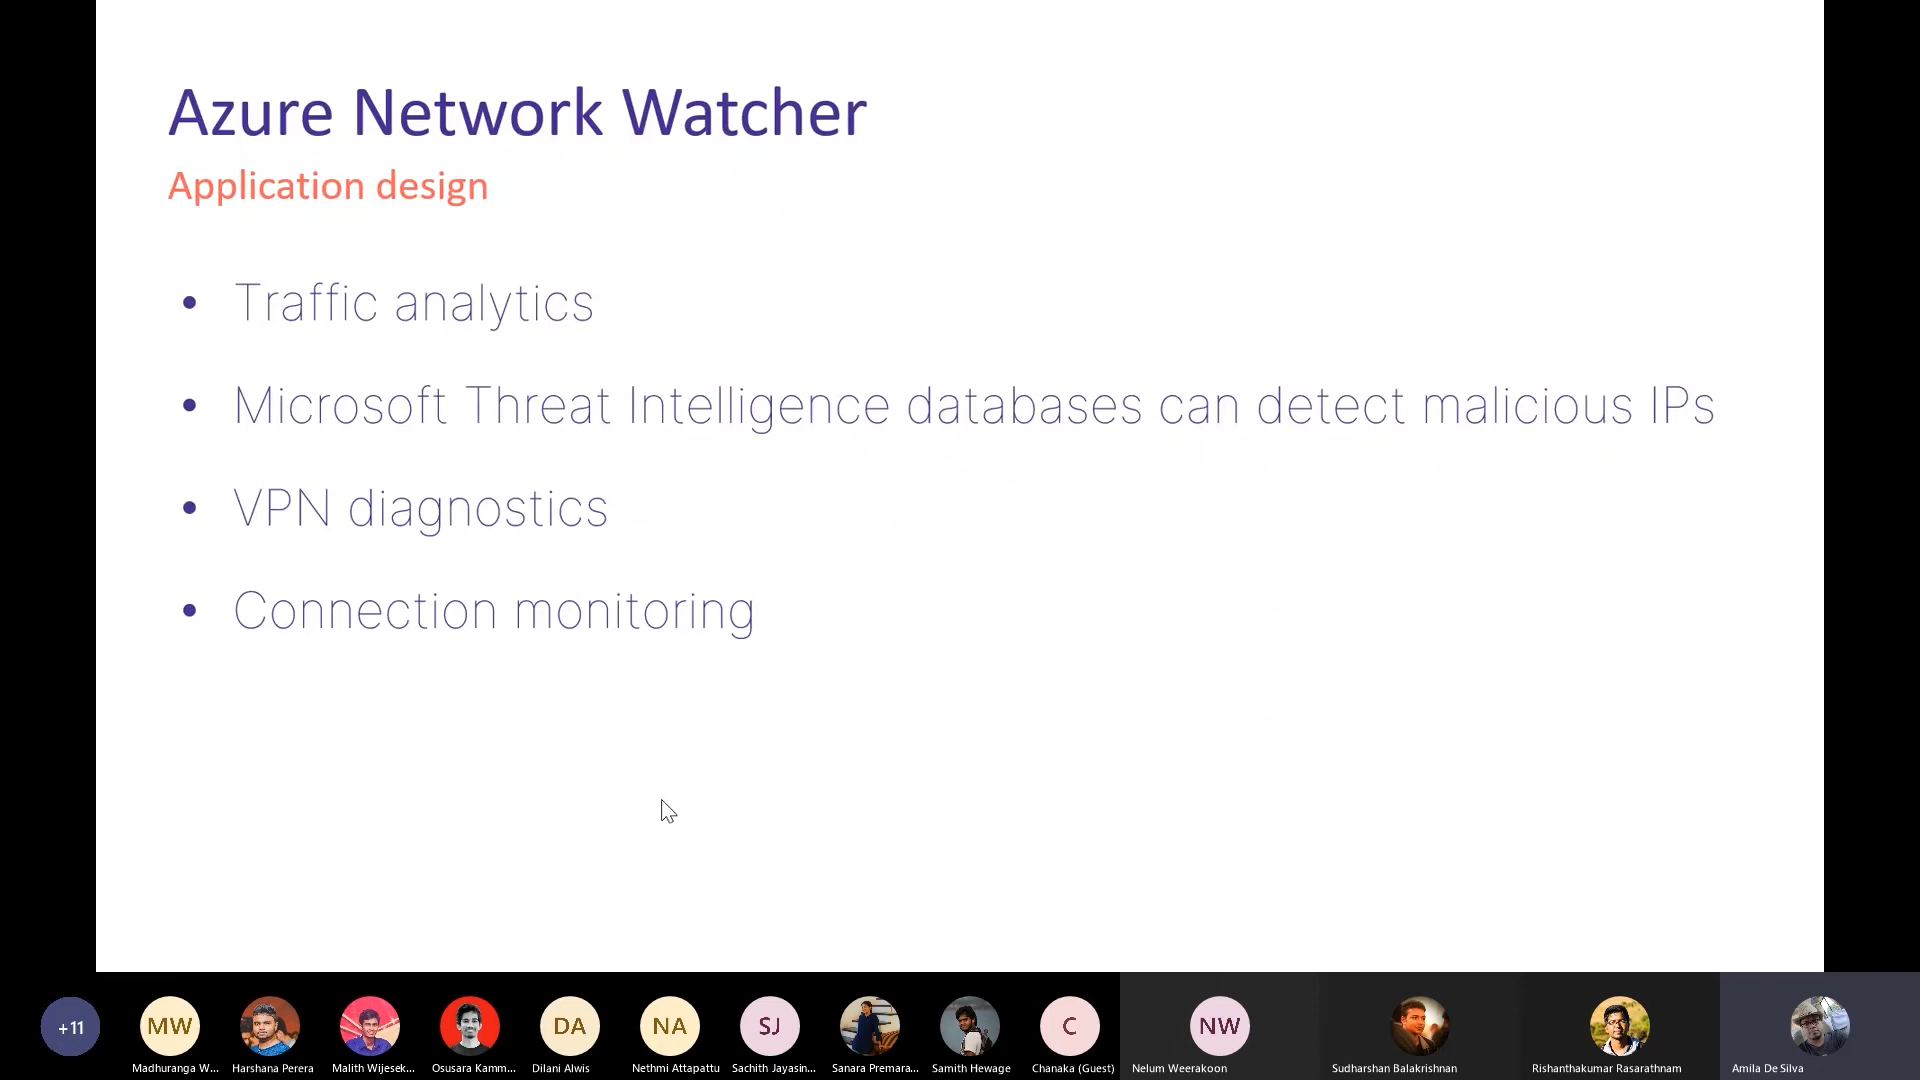 Azure Network Watcher
Application design
• Traffic analytics
• Microsoft Threat Intelligence databases can detect malicious IPs
• VPN diagnostics
• Connection monitoring
+11
MW
DA
NA
SJ
C
NW
Madhuranga W...
Harshana Perera
Malith Wijesek...
Osusara Kamm...
Dilani Alwis
Nethmi Attapattu
Sachith Jayasin...
Sanara Premara...
Samith Hewage
Chanaka (Guest)
Nelum Weerakoon
Sudharshan Balakrishnan
Rishanthakumar Rasarathnam
Amila De Silva